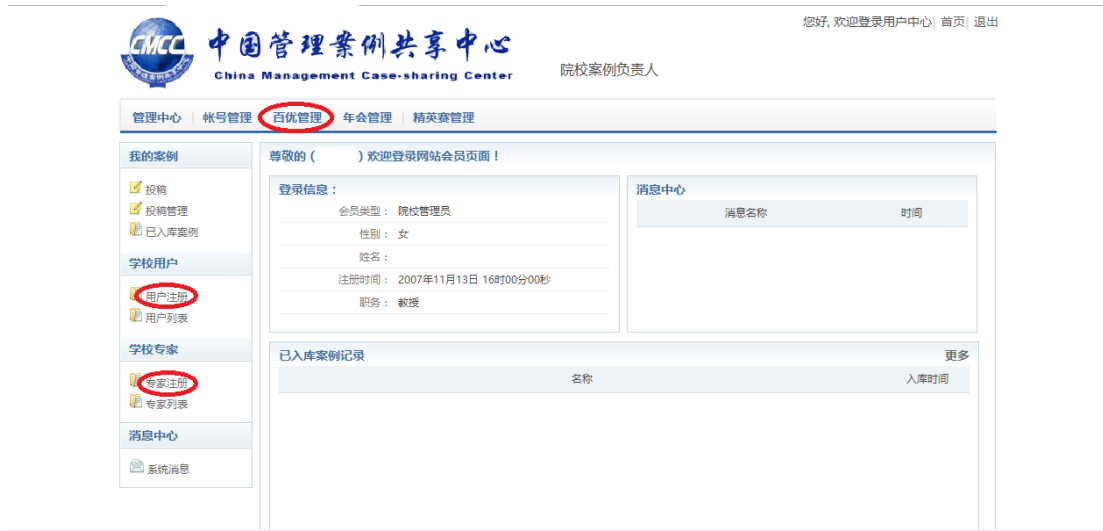 您好, 欢迎登录用户中心| 首页| 退出
CMCC
中国管理案例共享中心
China Management Case-sharing Center
院校案例负责人
管理中心 | 帐号管理 | 百优管理 | 年会管理 | 精英赛管理
我的案例
投稿
投稿管理
已入库案例
学校用户
用户注册
用户列表
学校专家
专家注册
专家列表
消息中心
系统消息
尊敬的 ( ) 欢迎登录网站会员页面！
登录信息：
会员类型： 院校管理员
性别： 女
姓名：
注册时间： 2007年11月13日 16时00分00秒
职务： 教授
消息中心
消息名称 时间
已入库案例记录 更多
名称 入库时间